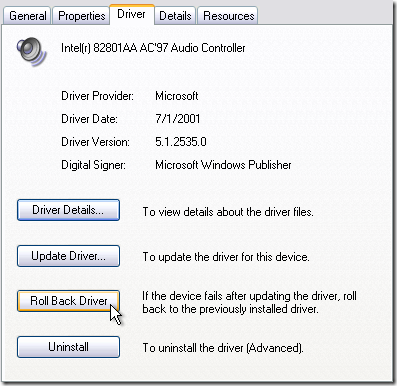 General Properties Driver Details Resources
Intel(r) 82801AA AC'97 Audio Controller
Driver Provider: Microsoft
Driver Date: 7/1/2001
Driver Version: 5.1.2535.0
Digital Signer: Microsoft Windows Publisher
Driver Details... To view details about the driver files.
Update Driver... To update the driver for this device.
Roll Back Driver If the device fails after updating the driver, roll
back to the previously installed driver.
Uninstall To uninstall the driver (Advanced).